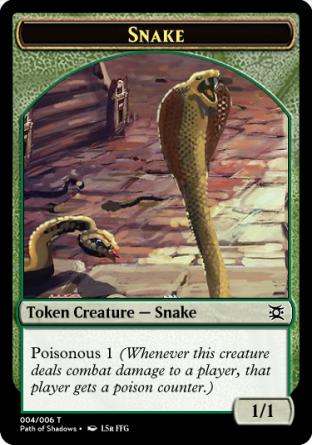 SNAKE
Token Creature — Snake
Poisonous 1 (Whenever this creature
deals combat damage to a player, that
player gets a poison counter.)
1/1
004/006 T
Path of Shadows • L5R FFG